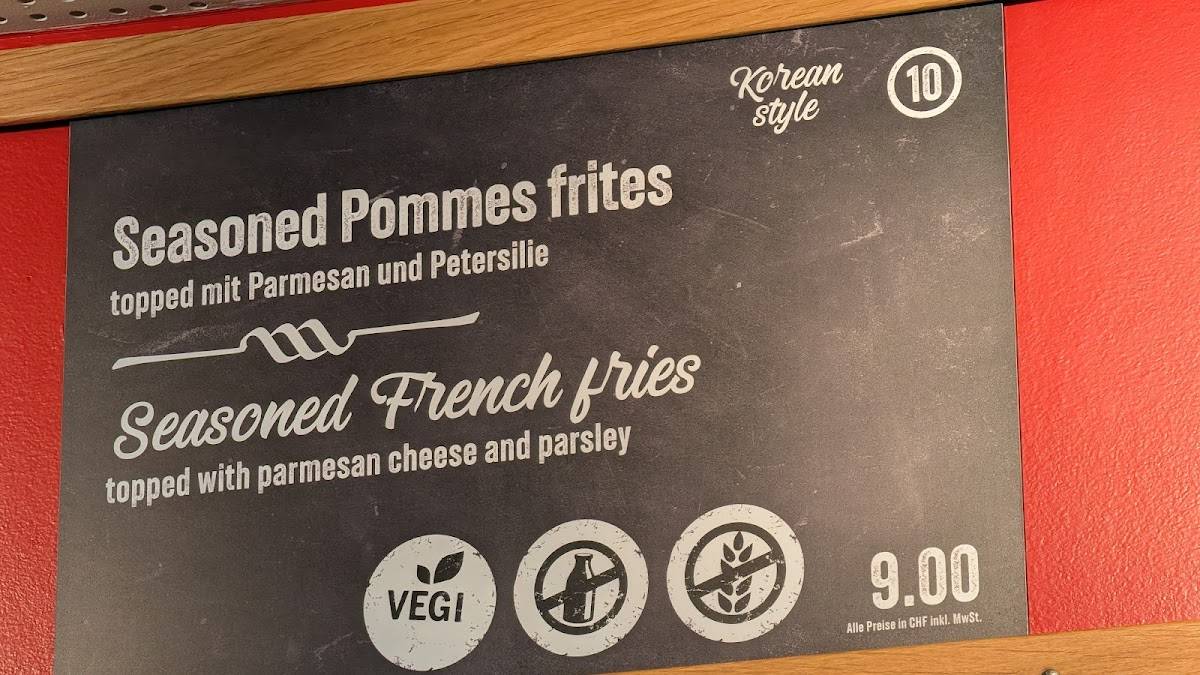 Korean
style
10
Seasoned Pommes frites
topped mit Parmesan und Petersilie
Seasoned French fries
topped with parmesan cheese and parsley
VEGI
9.00
Alle Preise in CHF inkl. MwSt.